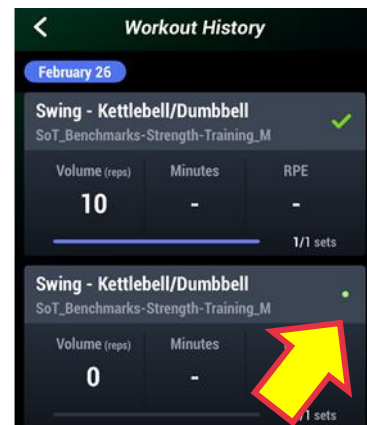 Workout History
February 26
Swing - Kettlebell/Dumbbell
SoT_Benchmarks-Strength-Training_M
Volume (reps) Minutes RPE
10 - -
1/1 sets
Swing - Kettlebell/Dumbbell
SoT_Benchmarks-Strength-Training_M
Volume (reps) Minutes
0 -
sets